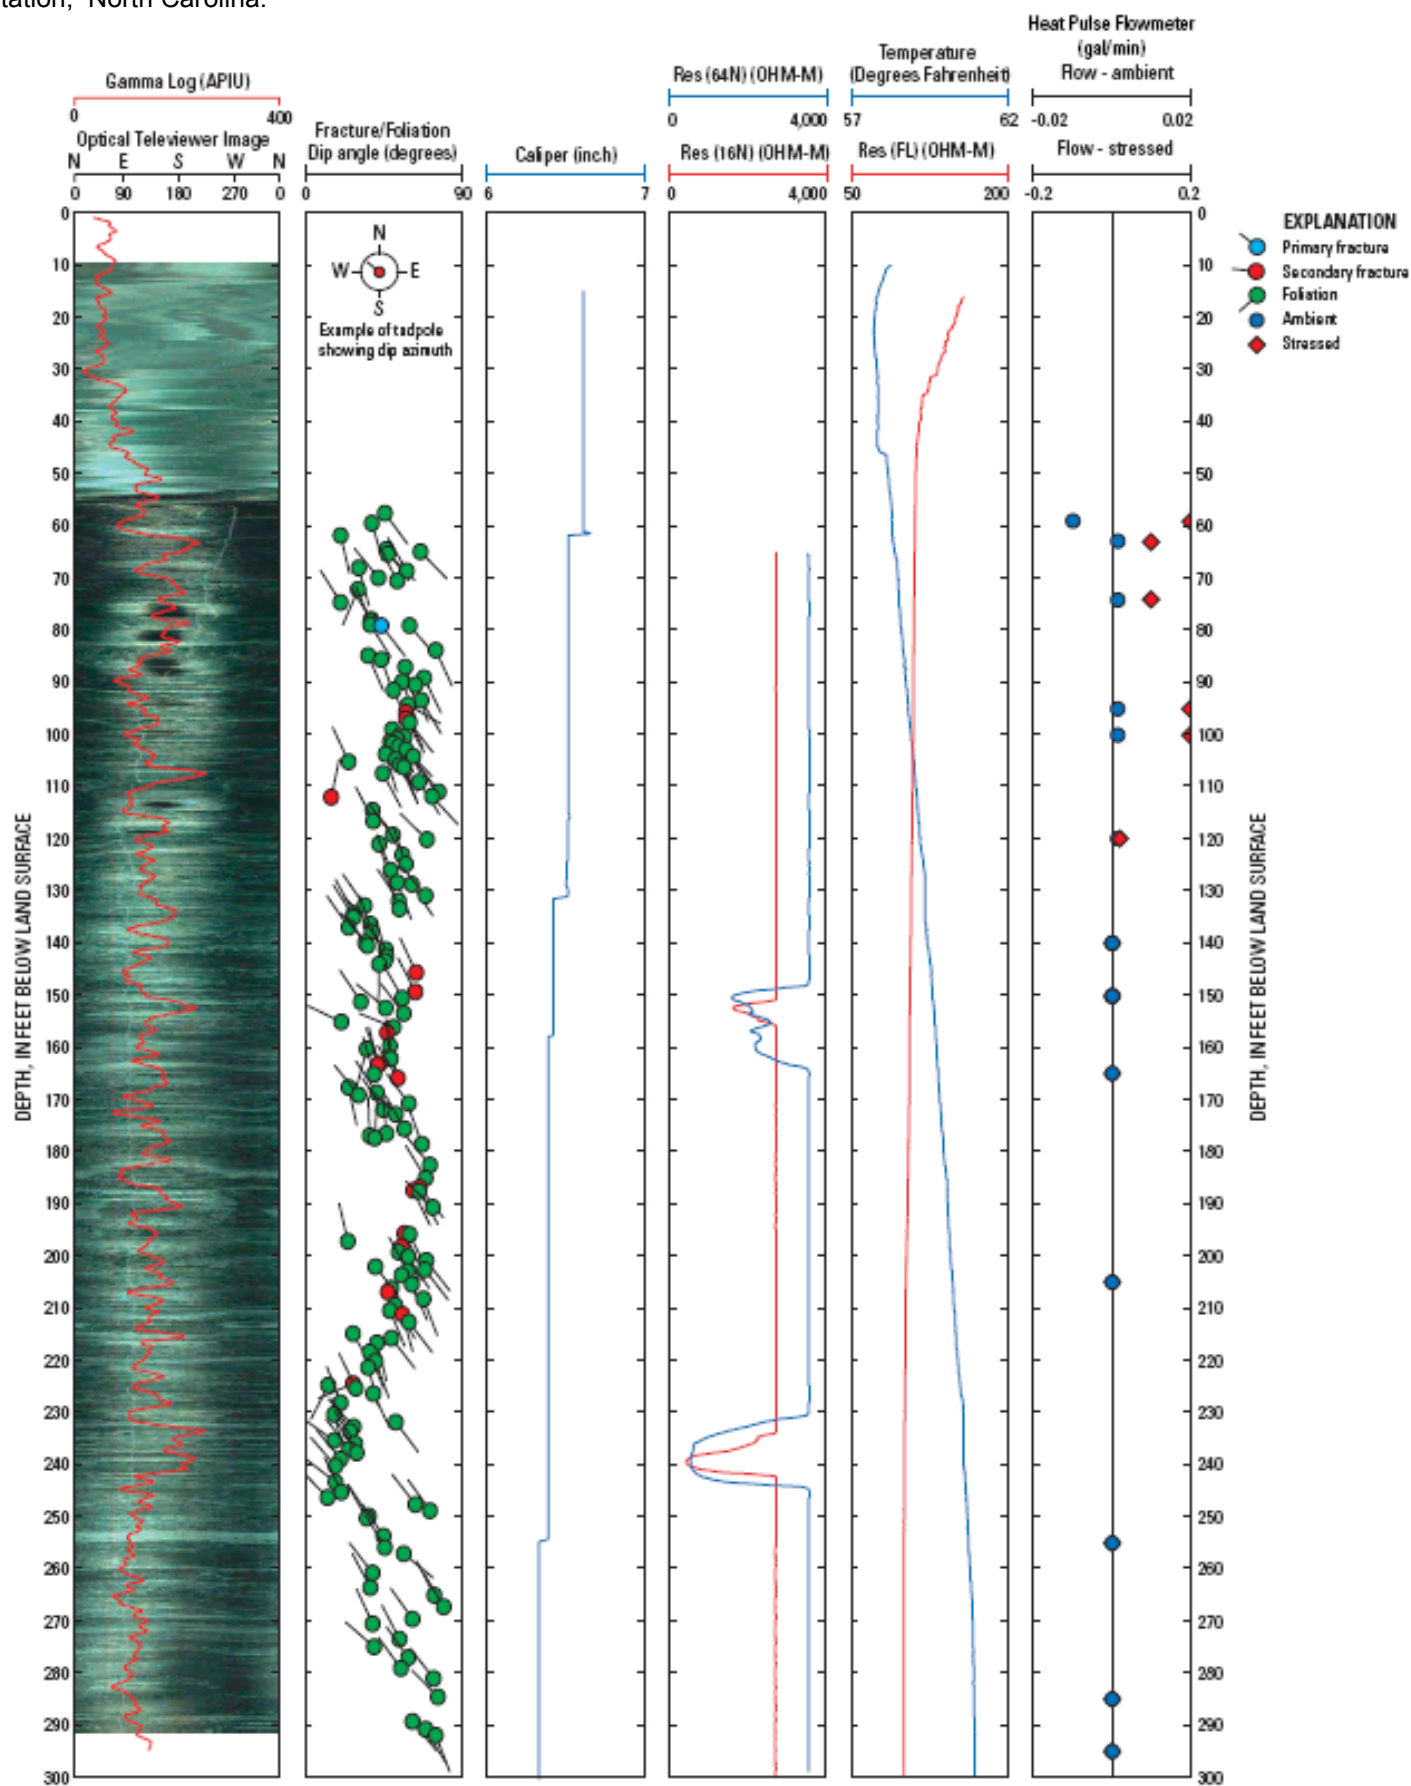 tation, North Carolina.
Heat Pulse Flowmeter
(gal/min)
Flow - ambient
-0.02 0.02
Flow - stressed
-0.2 0.2
Temperature
(Degrees Fahrenheit)
57 62
Res (FL) (OHM-M)
50 200
Res (64N) (OHM-M)
0 4,000
Res (16N) (OHM-M)
0 4,000
Gamma Log (APIU)
0 400
Optical Televiewer Image
N E S W N
0 90 180 270 0
Fracture/Foliation
Dip angle (degrees)
0 90
Caliper (inch)
6 7
N
W E
S
Example of tadpole
showing dip azimuth
EXPLANATION
Primary fracture
Secondary fracture
Foliation
Ambient
Stressed
DEPTH, IN FEET BELOW LAND SURFACE
0
10
20
30
40
50
60
70
80
90
100
110
120
130
140
150
160
170
180
190
200
210
220
230
240
250
260
270
280
290
300
0
10
20
30
40
50
60
70
80
90
100
110
120
130
140
150
160
170
180
190
200
210
220
230
240
250
260
270
280
290
300
DEPTH, IN FEET BELOW LAND SURFACE